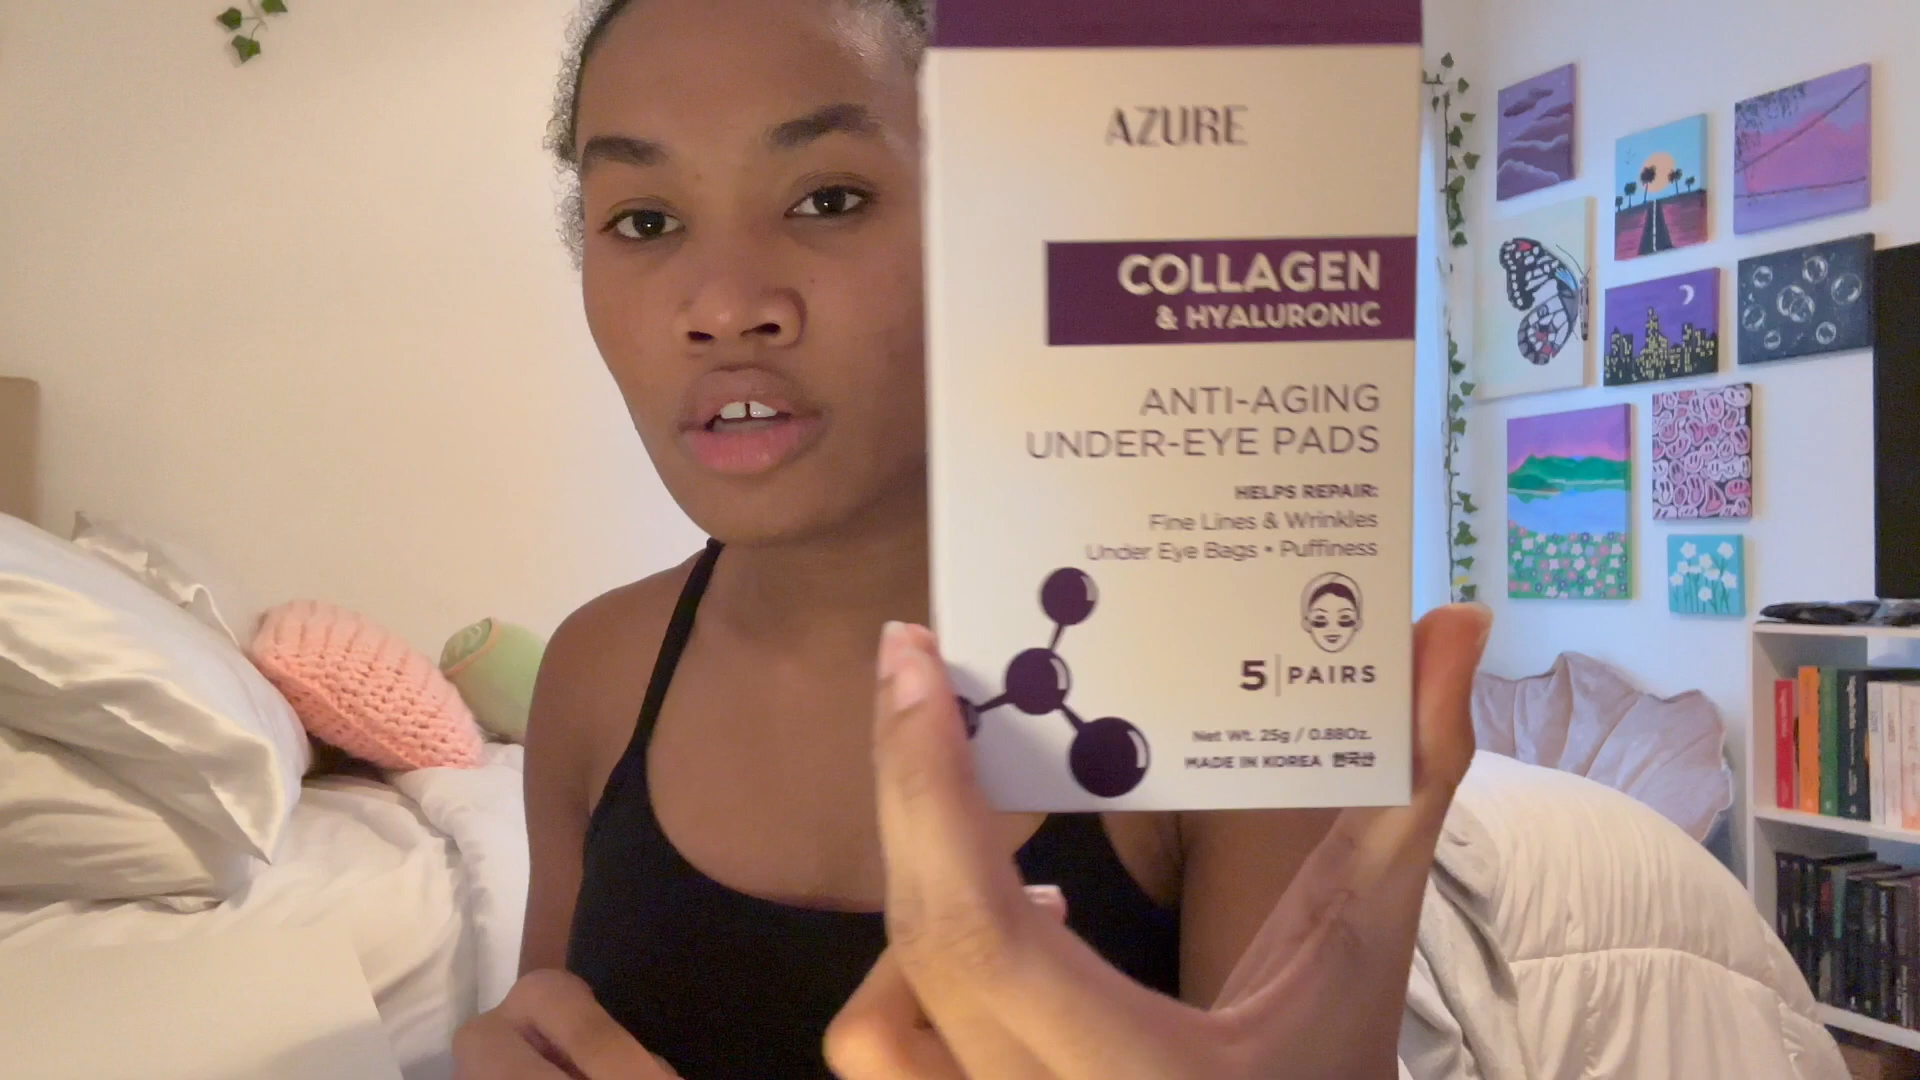 AZURE
COLLAGEN
& HYALURONIC
ANTI-AGING
UNDER-EYE PADS
HELPS REPAIR:
Fine Lines & Wrinkles
Under Eye Bags • Puffiness
5 | PAIRS
Net Wt. 25g / 0.88Oz.
MADE IN KOREA 한국산